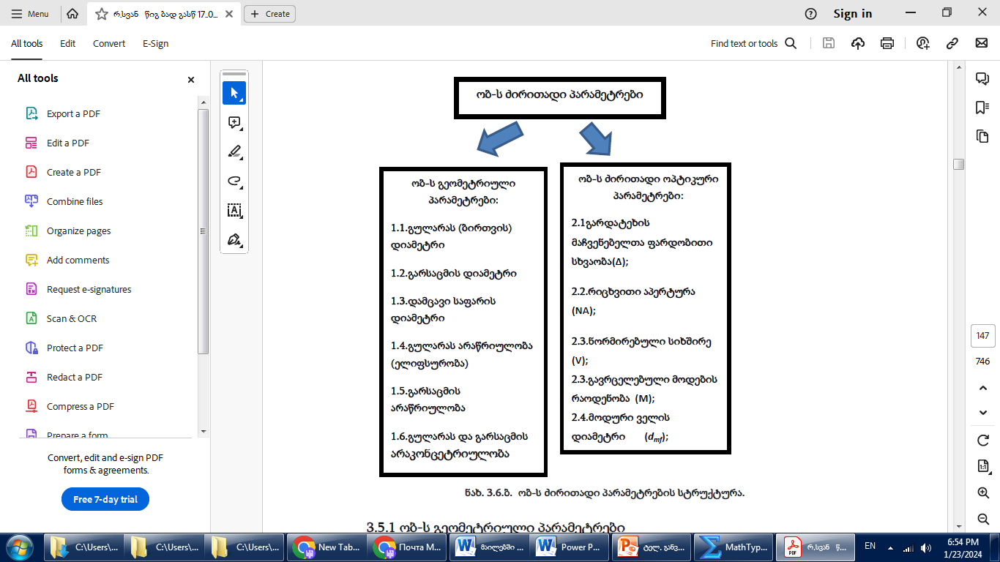 Menu
რ,სვან წიგ ბად გასწ 17..0...
Create
Sign in
All tools
Edit
Convert
E-Sign
Find text or tools
All tools
Export a PDF
Edit a PDF
Create a PDF
Combine files
Organize pages
Add comments
Request e-signatures
Scan & OCR
Protect a PDF
Redact a PDF
Compress a PDF
Prepare a form
Convert, edit and e-sign PDF
forms & agreements.
Free 7-day trial
ობ-ს ძირითადი პარამეტრები
ობ-ს გეომეტრიული
პარამეტრები:
1.1.გულარას (ბირთვის)
დიამეტრი
1.2.გარსაცმის დიამეტრი
1.3.დამცავი საფარის
დიამეტრი
1.4.გულარას არაწრიულობა
(ელიფსურობა)
1.5.გარსაცმის
არაწრიულობა
1.6.გულარას და გარსაცმის
არაკონცეტრიულობა
ობ-ს ძირითადი ოპტიკური
პარამეტრები:
2.1გარდატეხის
მაჩვენებელთა ფარდობითი
სხვაობა(Δ);
2.2.რიცხვითი აპერტურა
(NA);
2.3.ნორმირებული სიხშირე
(V);
2.3.გავრცელებული მოდების
რაოდენობა (M);
2.4.მოდური ველის
დიამეტრი (dmf);
ნახ. 3.6.ბ. ობ-ს ძირითადი პარამეტრების სტრუქტურა.
3.5.1 ობ-ს გეომეტრიული პარამეტრები
147
746
C:\Users\...
C:\Users\...
C:\Users\...
New Tab...
Почта M...
მაილებში ...
Power P...
ტელ. განვ...
MathTyp...
რ,სვან წ...
EN
6:54 PM
1/23/2024